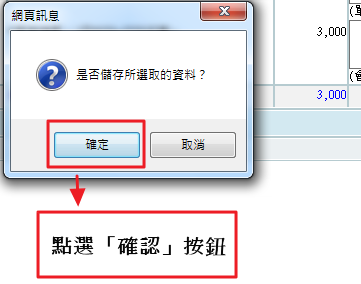 網頁訊息
3,000
是否儲存所選取的資料？
3,000
確定
取消
點選「確認」按鈕